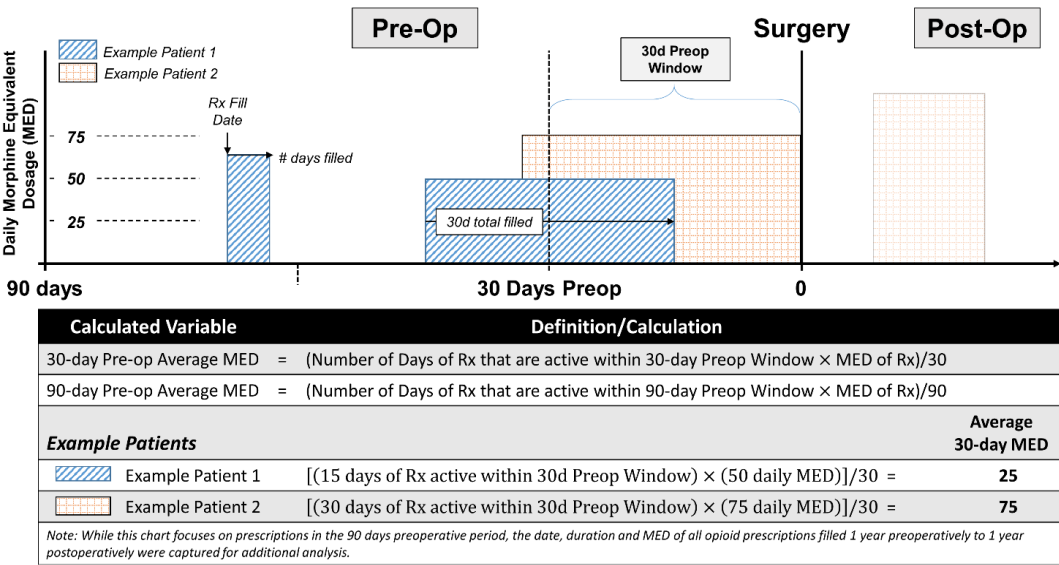 Pre-Op
Surgery
Post-Op
Example Patient 1
Example Patient 2
30d Preop
Window
Daily Morphine Equivalent
Dosage (MED)
Rx Fill
Date
75
# days filled
50
25
30d total filled
90 days
30 Days Preop
0
Calculated Variable Definition/Calculation
30-day Pre-op Average MED = (Number of Days of Rx that are active within 30-day Preop Window × MED of Rx)/30
90-day Pre-op Average MED = (Number of Days of Rx that are active within 90-day Preop Window × MED of Rx)/90
Example Patients
Average
30-day MED
Example Patient 1 [(15 days of Rx active within 30d Preop Window) × (50 daily MED)]/30 = 25
Example Patient 2 [(30 days of Rx active within 30d Preop Window) × (75 daily MED)]/30 = 75
Note: While this chart focuses on prescriptions in the 90 days preoperative period, the date, duration and MED of all opioid prescriptions filled 1 year preoperatively to 1 year
postoperatively were captured for additional analysis.